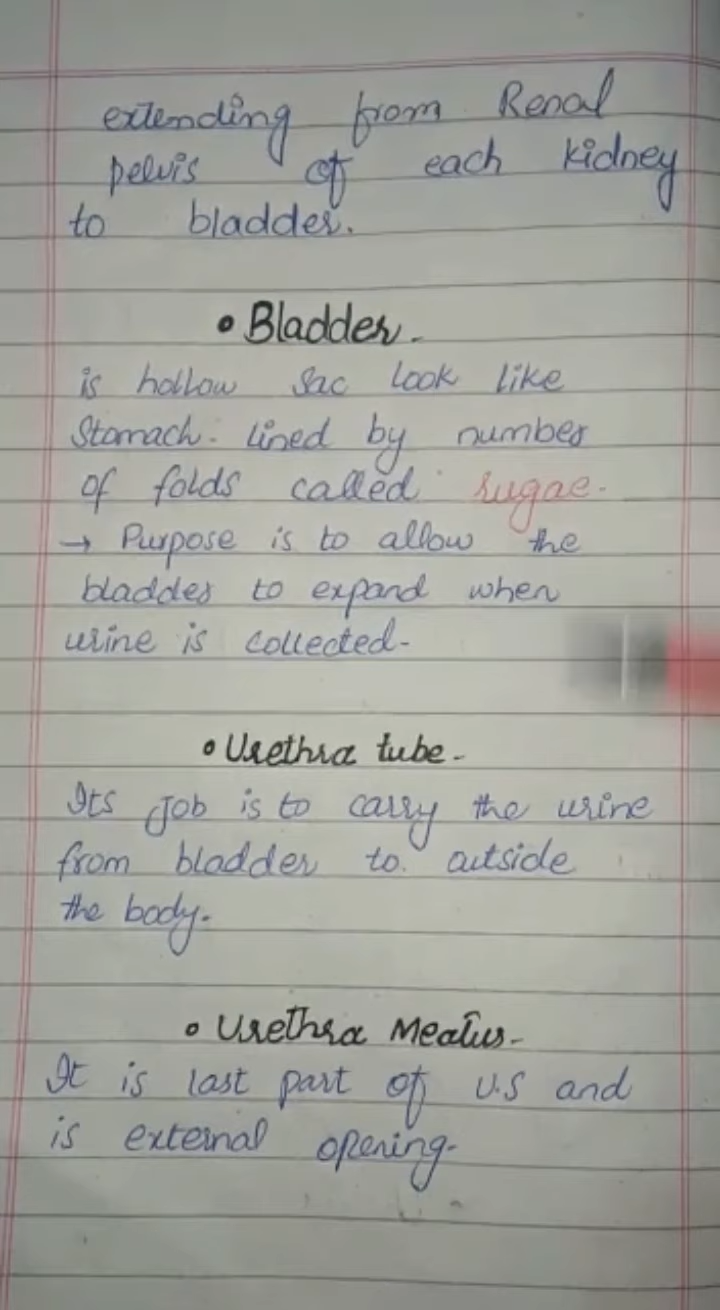 extending from Renal
pelvis of each kidney
to bladder.
• Bladder.
is hollow sac look like
Stomach. lined by number
of folds called rugae.
→ Purpose is to allow the
bladder to expand when
urine is collected.
• Urethra tube.
Its Job is to carry the urine
from bladder to outside
the body.
• Urethra Meatus.
It is last part of U.S and
is external opening.